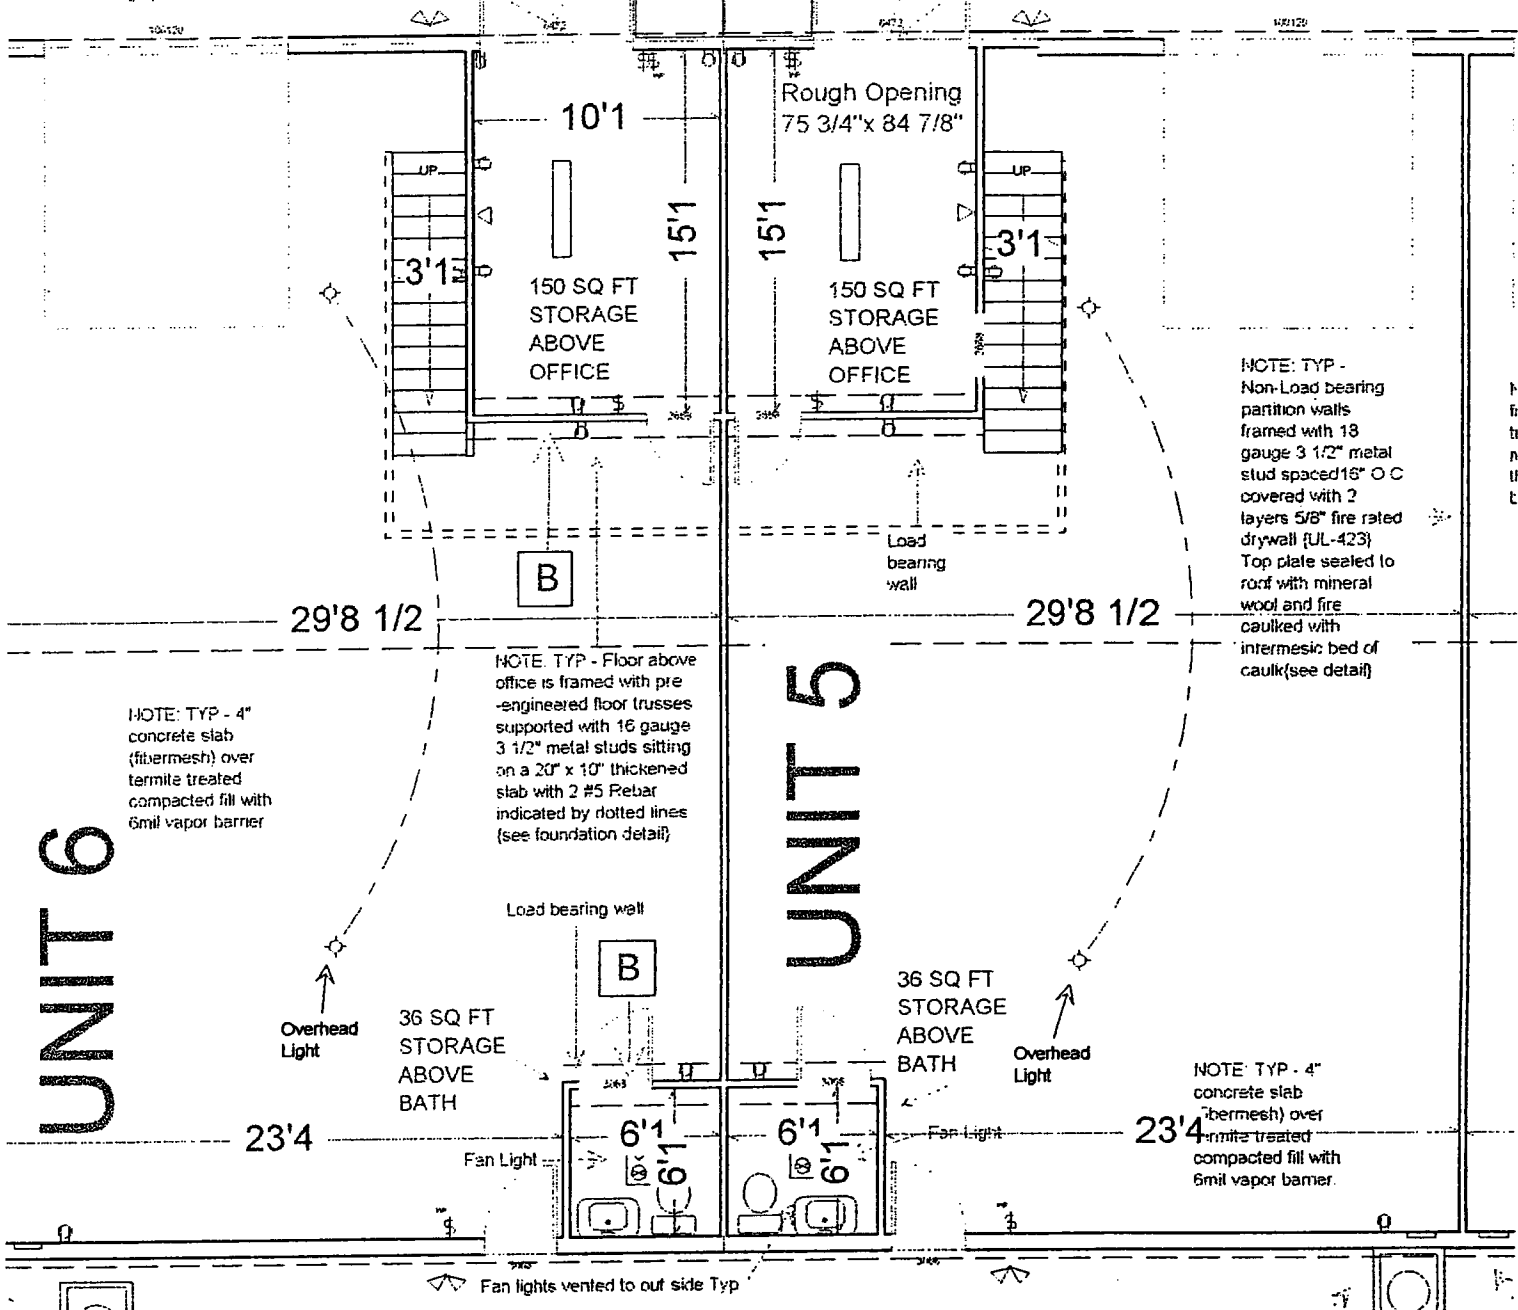 10'1
Rough Opening
75 3/4"x 84 7/8"
UP
UP
15'1
15'1
3'1
3'1
150 SQ FT
STORAGE
ABOVE
OFFICE
150 SQ FT
STORAGE
ABOVE
OFFICE
NOTE: TYP -
Non-Load bearing
partition walls
framed with 18
gauge 3 1/2" metal
stud spaced16" O C
covered with 2
layers 5/8" fire rated
drywall (UL-423)
Top plate sealed to
roof with mineral
wool and fire
caulked with
intermesic bed of
caulk(see detail)
Load
bearing
wall
B
29'8 1/2
29'8 1/2
NOTE. TYP - Floor above
office is framed with pre
-engineered floor trusses
supported with 16 gauge
3 1/2" metal studs sitting
on a 20" x 10" thickened
slab with 2 #5 Rebar
indicated by dotted lines
(see foundation detail)
NOTE: TYP - 4"
concrete slab
(fibermesh) over
termite treated
compacted fill with
6mil vapor barrier
UNIT 6
UNIT 5
Load bearing wall
B
36 SQ FT
STORAGE
ABOVE
BATH
36 SQ FT
STORAGE
ABOVE
BATH
Overhead
Light
Overhead
Light
NOTE: TYP - 4"
concrete slab
fibermesh) over
termite treated
compacted fill with
6mil vapor barrier.
23'4
6'1
6'1
6'1
6'1
23'4
Fan Light
Fan Light
Fan lights vented to out side Typ